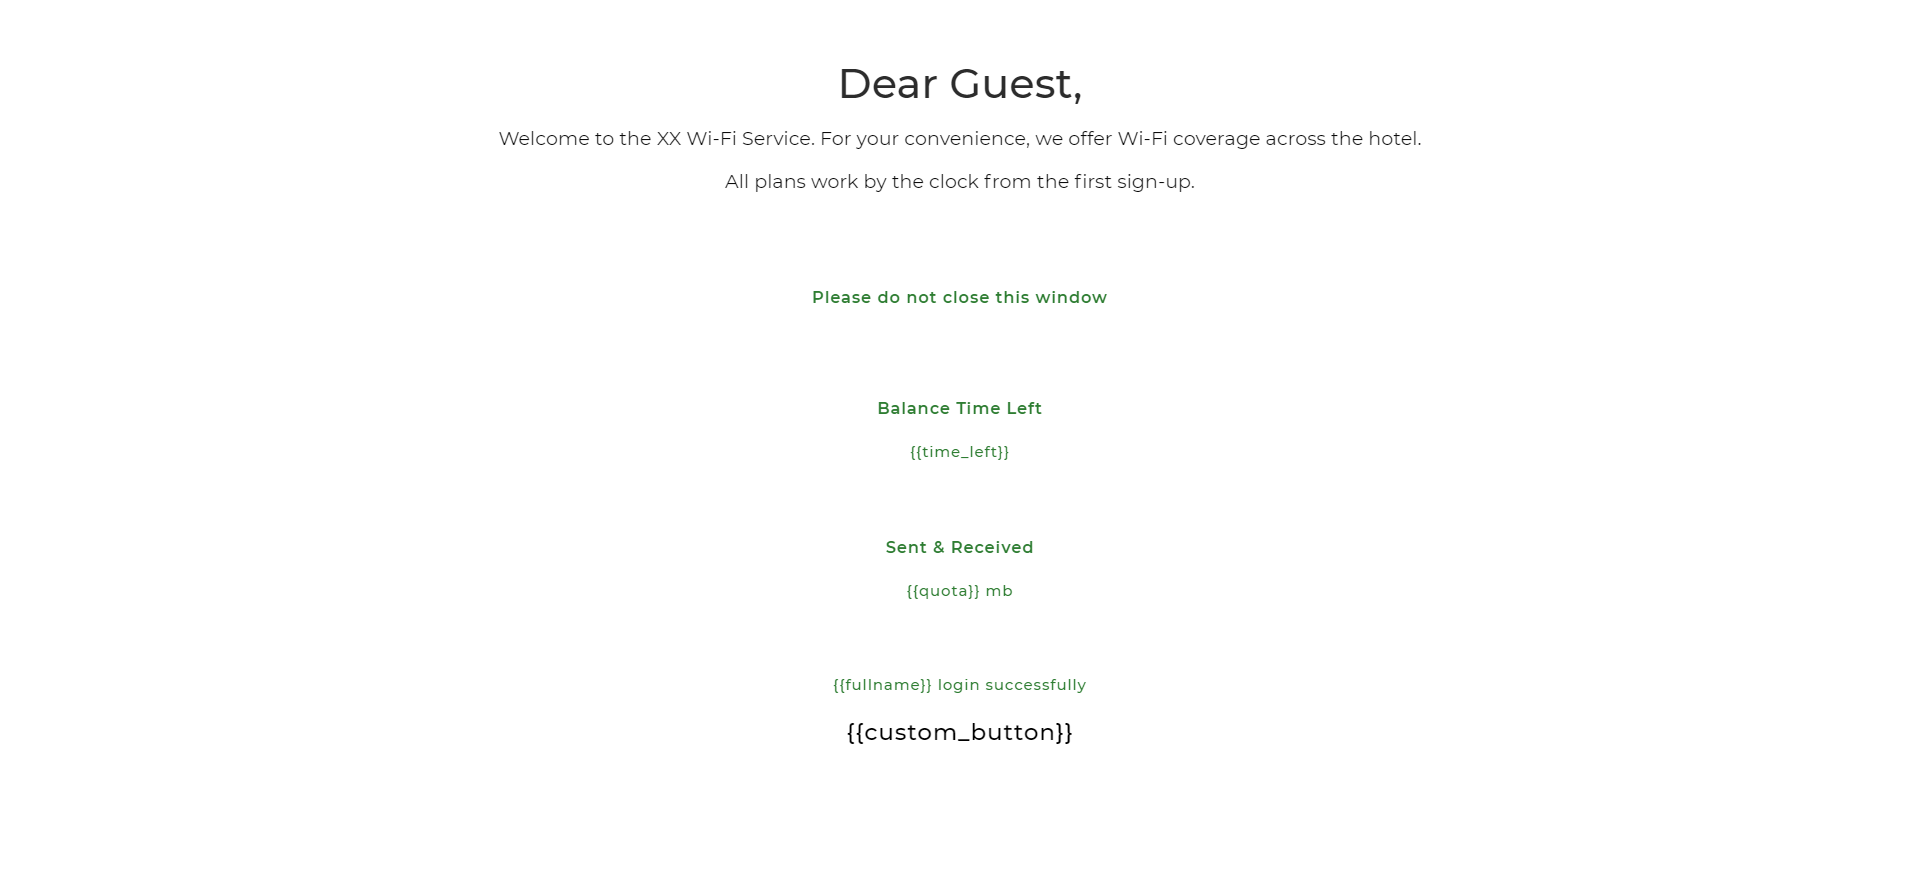 Dear Guest,
Welcome to the XX Wi-Fi Service. For your convenience, we offer Wi-Fi coverage across the hotel.
All plans work by the clock from the first sign-up.
Please do not close this window
Balance Time Left
{{time_left}}
Sent & Received
{{quota}} mb
{{fullname}} login successfully
{{custom_button}}